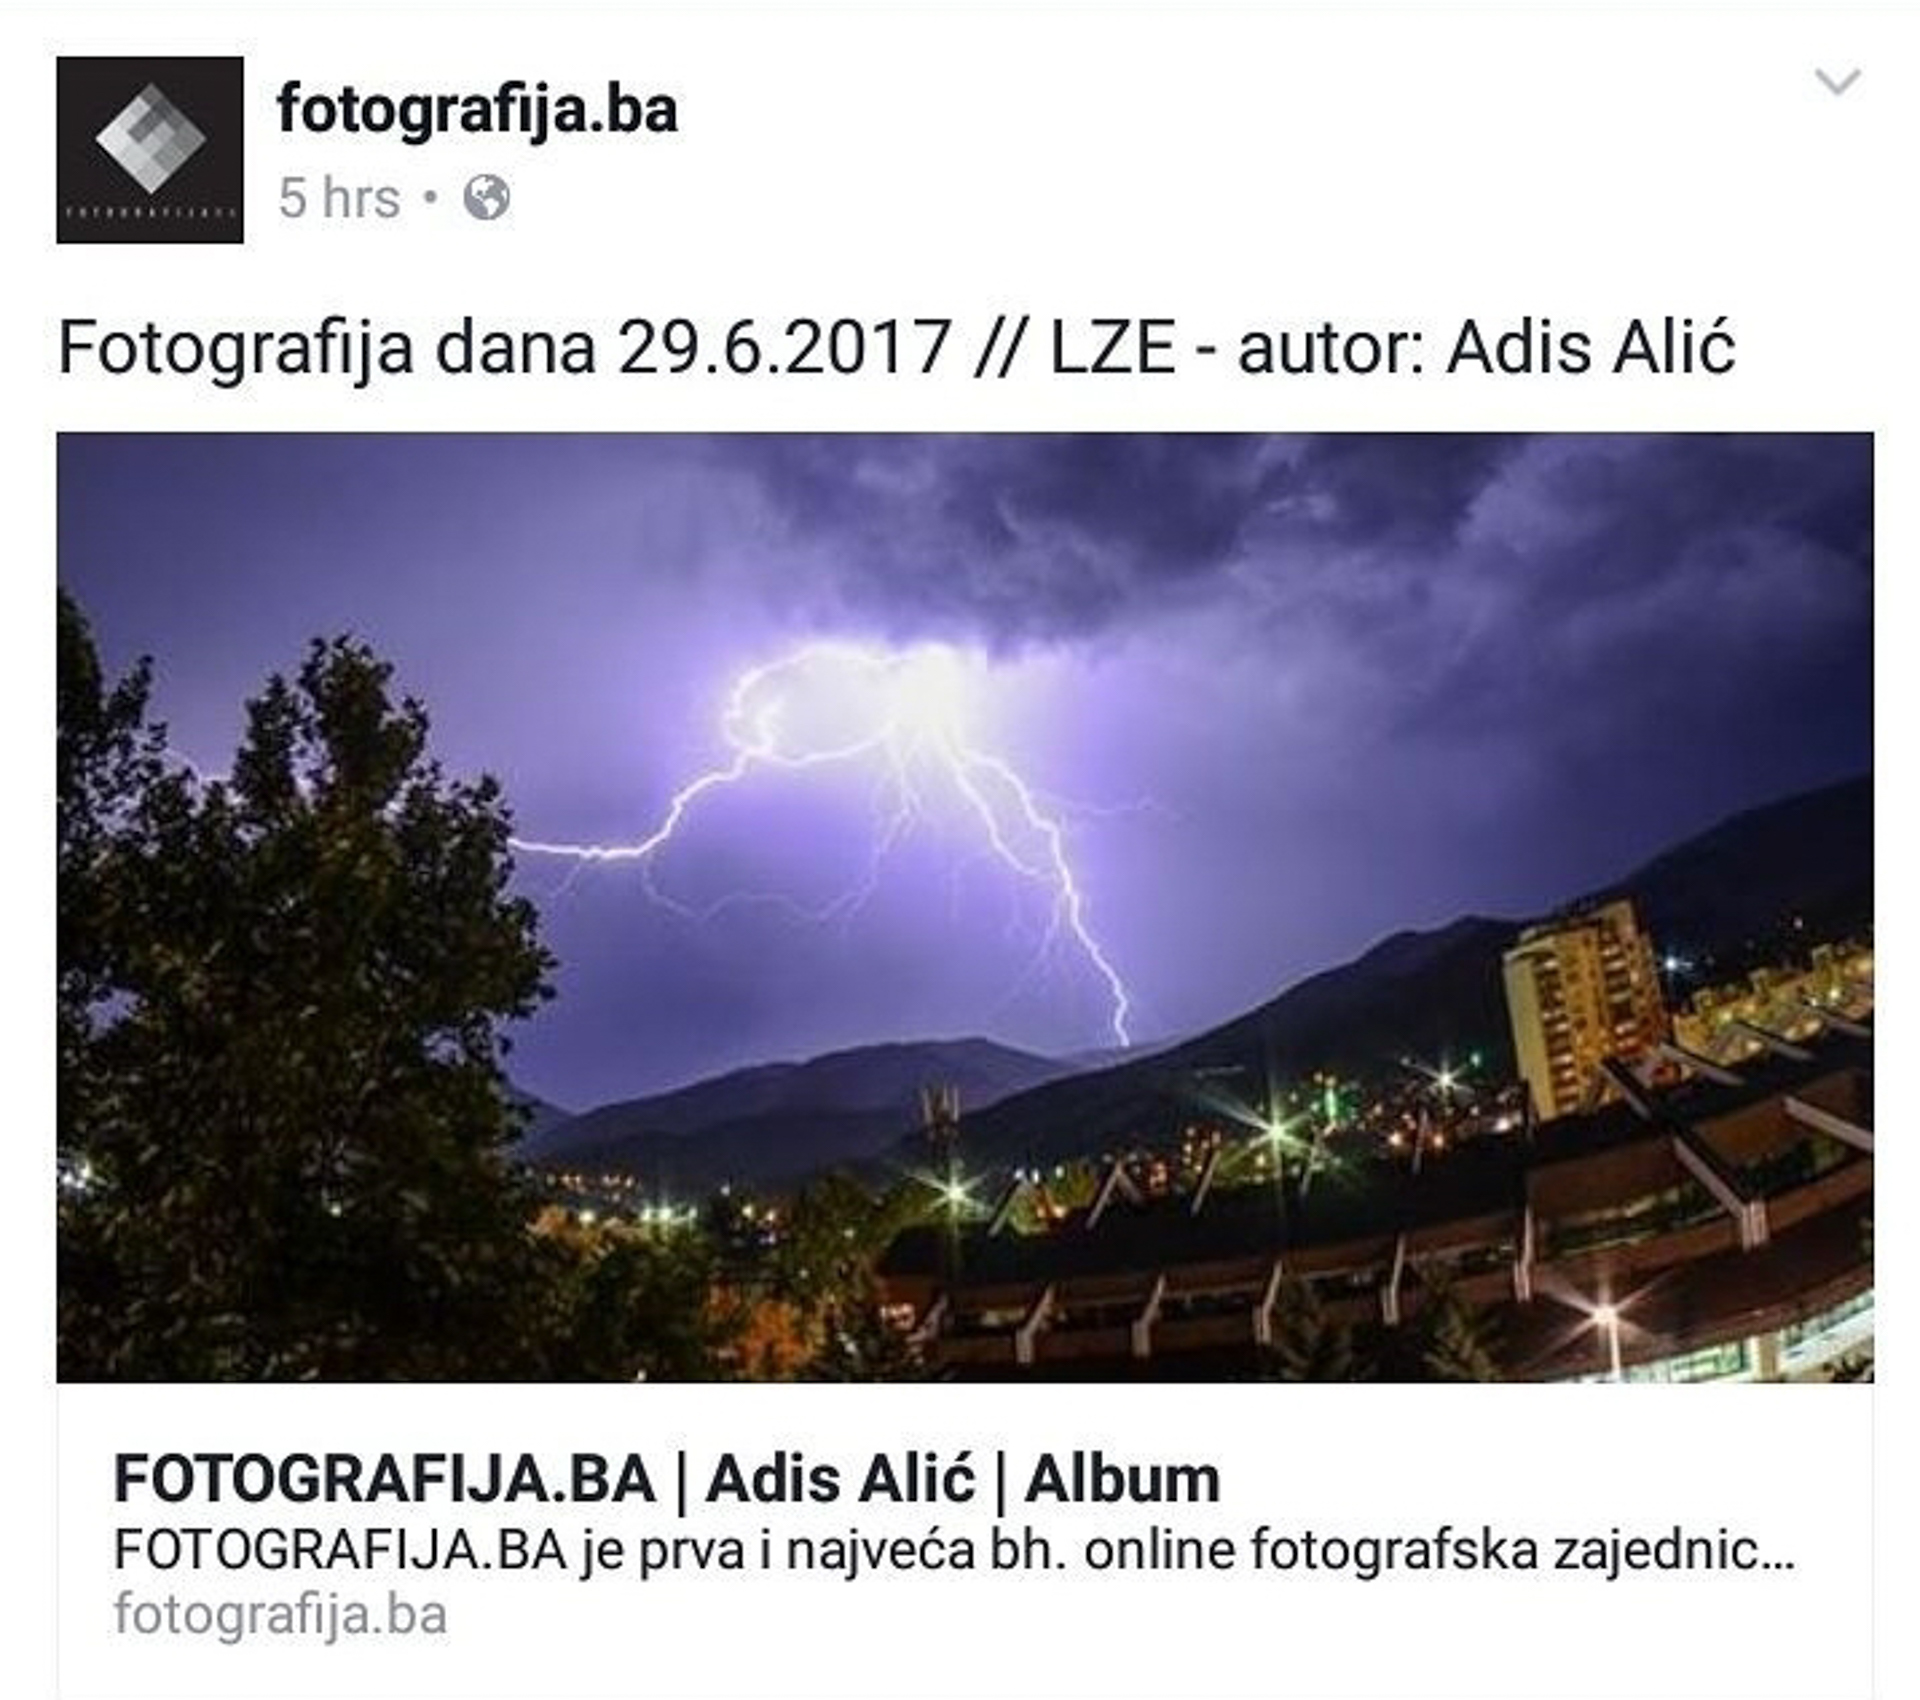 fotografija.ba
5 hrs •
Fotografija dana 29.6.2017 // LZE - autor: Adis Alić
FOTOGRAFIJA.BA | Adis Alić | Album
FOTOGRAFIJA.BA je prva i najveća bh. online fotografska zajednic...
fotografija.ba